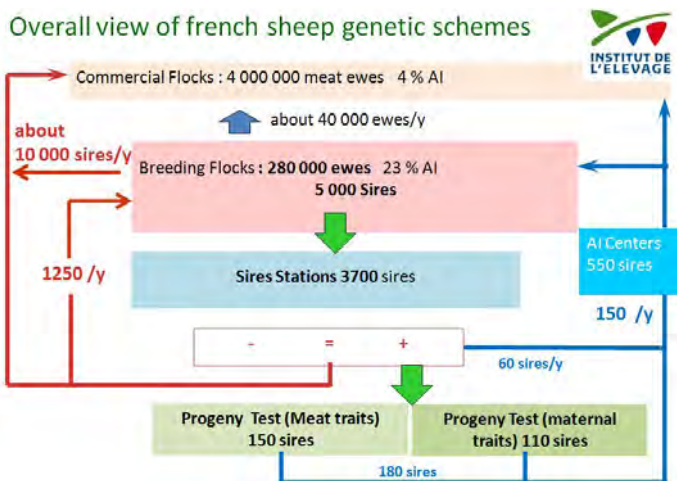 Overall view of french sheep genetic schemes
INSTITUT DE
L'ELEVAGE
Commercial Flocks : 4 000 000 meat ewes 4 % AI
about 40 000 ewes/y
about
10 000 sires/y
Breeding Flocks : 280 000 ewes 23 % AI
5 000 Sires
AI Centers
550 sires
1250 /y
Sires Stations 3700 sires
150 /y
- = +
60 sires/y
Progeny Test (Meat traits)
150 sires
Progeny Test (maternal
traits) 110 sires
180 sires